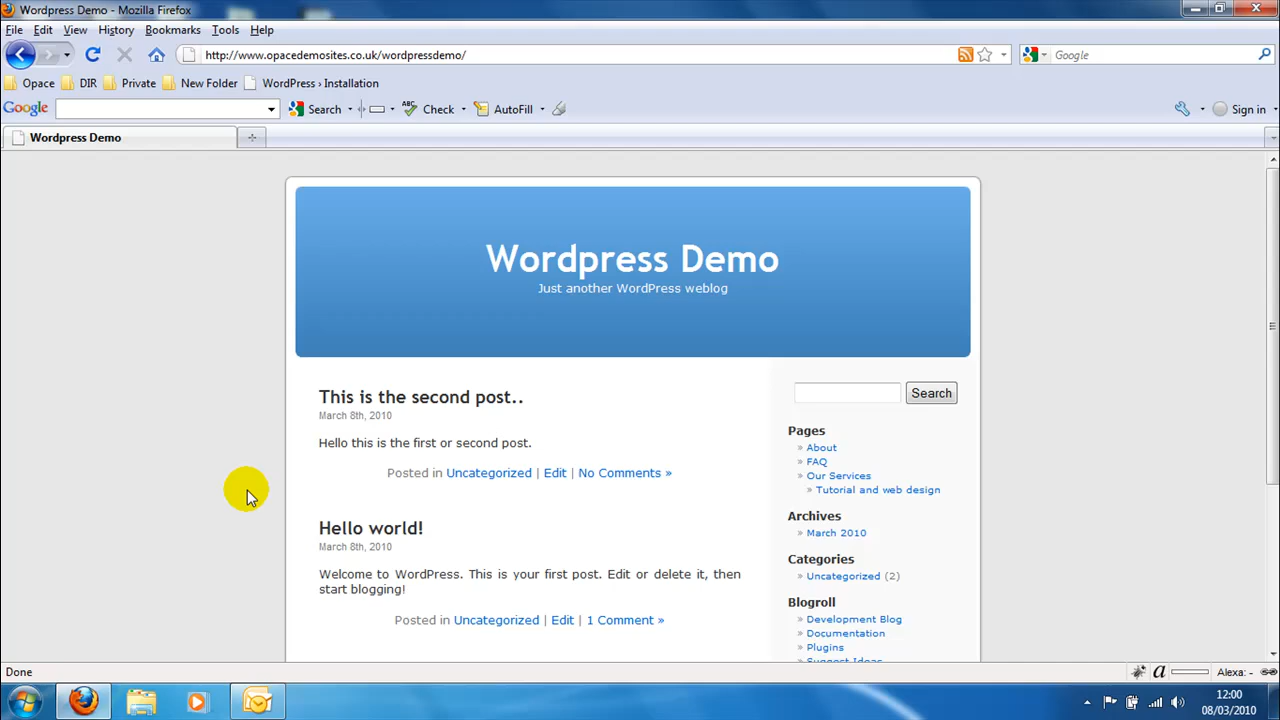 Wordpress Demo - Mozilla Firefox
File Edit View History Bookmarks Tools Help
http://www.opacedemosites.co.uk/wordpressdemo/
Google
Opace DIR Private New Folder WordPress › Installation
Google Search Check AutoFill Sign in
Wordpress Demo
Wordpress Demo
Just another WordPress weblog
This is the second post..
March 8th, 2010
Hello this is the first or second post.
Posted in Uncategorized | Edit | No Comments »
Hello world!
March 8th, 2010
Welcome to WordPress. This is your first post. Edit or delete it, then
start blogging!
Posted in Uncategorized | Edit | 1 Comment »
Search
Pages
» About
» FAQ
» Our Services
» Tutorial and web design
Archives
» March 2010
Categories
» Uncategorized (2)
Blogroll
» Development Blog
» Documentation
» Plugins
» Suggest Ideas
Done
Alexa: -
12:00
08/03/2010